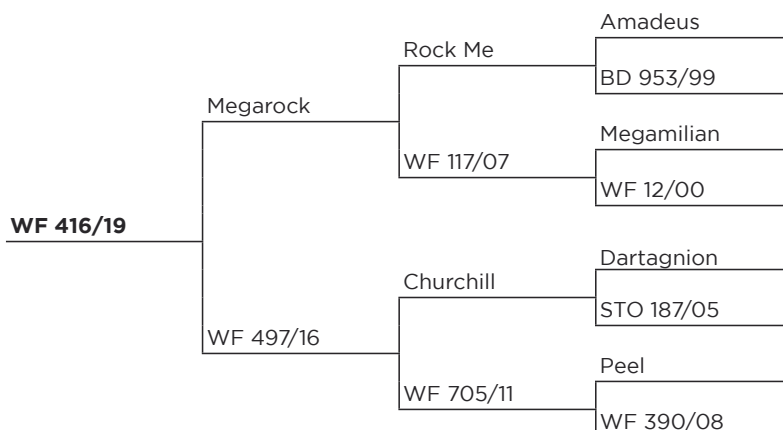 Amadeus
Rock Me
BD 953/99
Megarock
Megamilian
WF 117/07
WF 12/00
WF 416/19
Dartagnion
Churchill
STO 187/05
WF 497/16
Peel
WF 705/11
WF 390/08